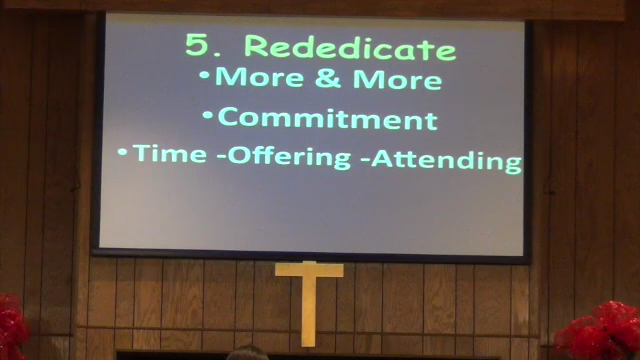 5. Rededicate
•More & More
•Commitment
•Time -Offering -Attending